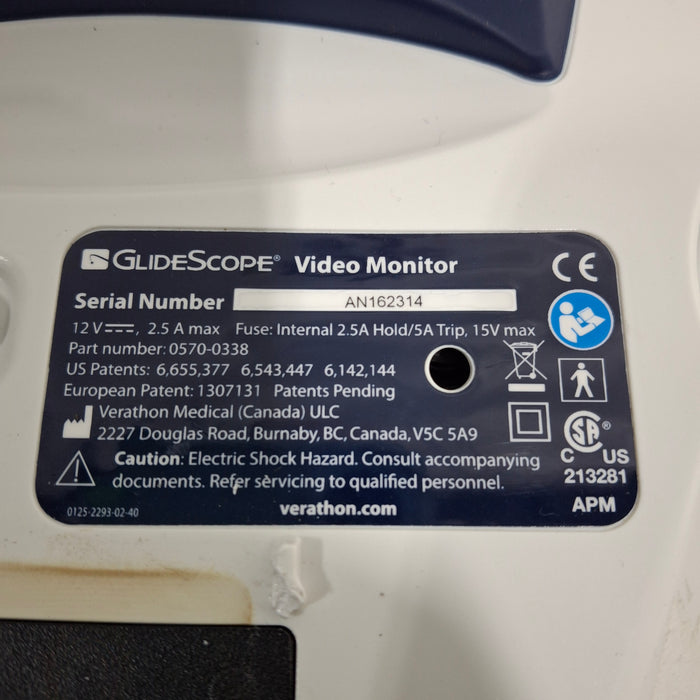 GLIDESCOPE® Video Monitor
CE
Serial Number AN162314
12 V⎓, 2.5 A max Fuse: Internal 2.5A Hold/5A Trip, 15V max
Part number: 0570-0338
US Patents: 6,655,377 6,543,447 6,142,144
European Patent: 1307131 Patents Pending
Verathon Medical (Canada) ULC
2227 Douglas Road, Burnaby, BC, Canada, V5C 5A9
SA®
C US
213281
APM
Caution: Electric Shock Hazard. Consult accompanying
documents. Refer servicing to qualified personnel.
0125-2293-02-40
verathon.com